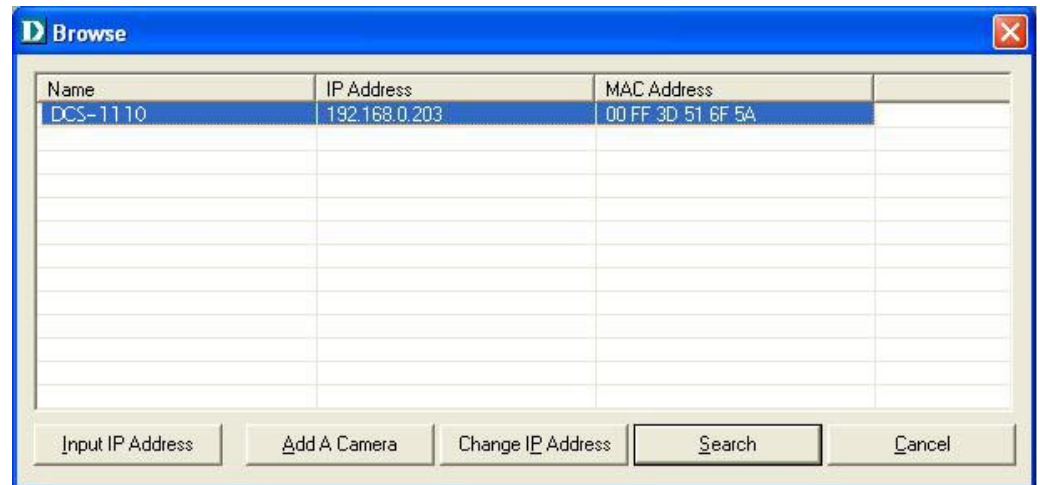 D Browse
Name IP Address MAC Address
DCS-1110 192.168.0.203 00 FF 3D 51 6F 5A
Input IP Address Add A Camera Change IP Address Search Cancel